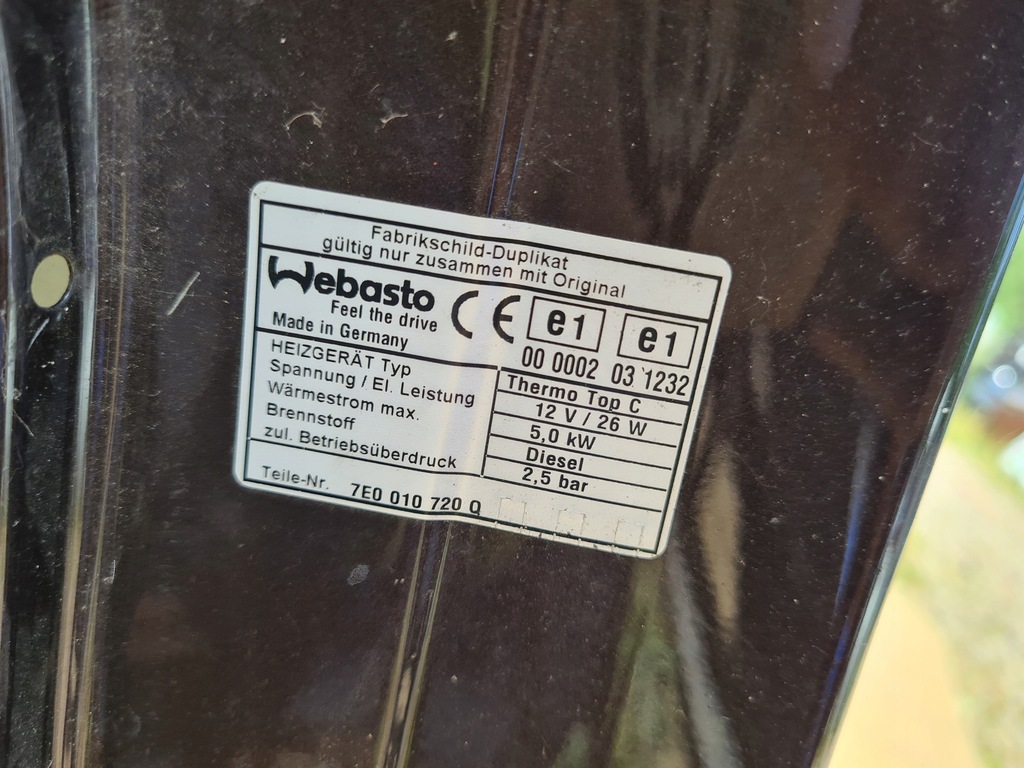 Fabrikschild-Duplikat
gültig nur zusammen mit Original
Webasto
Feel the drive
Made in Germany
CE e1 e1
00 0002 03 1232
HEIZGERÄT Typ Thermo Top C
Spannung / El. Leistung 12 V / 26 W
Wärmestrom max. 5,0 kW
Brennstoff Diesel
zul. Betriebsüberdruck 2,5 bar
Teile-Nr. 7E0 010 720 Q